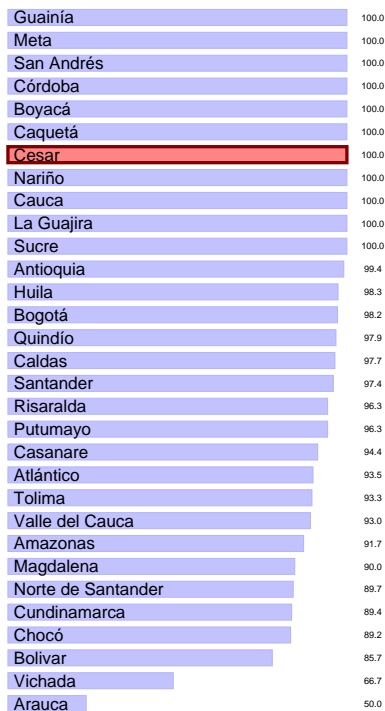 Guainía 100.0
Meta 100.0
San Andrés 100.0
Córdoba 100.0
Boyacá 100.0
Caquetá 100.0
Cesar 100.0
Nariño 100.0
Cauca 100.0
La Guajira 100.0
Sucre 100.0
Antioquia 99.4
Huila 98.3
Bogotá 98.2
Quindío 97.9
Caldas 97.7
Santander 97.4
Risaralda 96.3
Putumayo 96.3
Casanare 94.4
Atlántico 93.5
Tolima 93.3
Valle del Cauca 93.0
Amazonas 91.7
Magdalena 90.0
Norte de Santander 89.7
Cundinamarca 89.4
Chocó 89.2
Bolivar 85.7
Vichada 66.7
Arauca 50.0